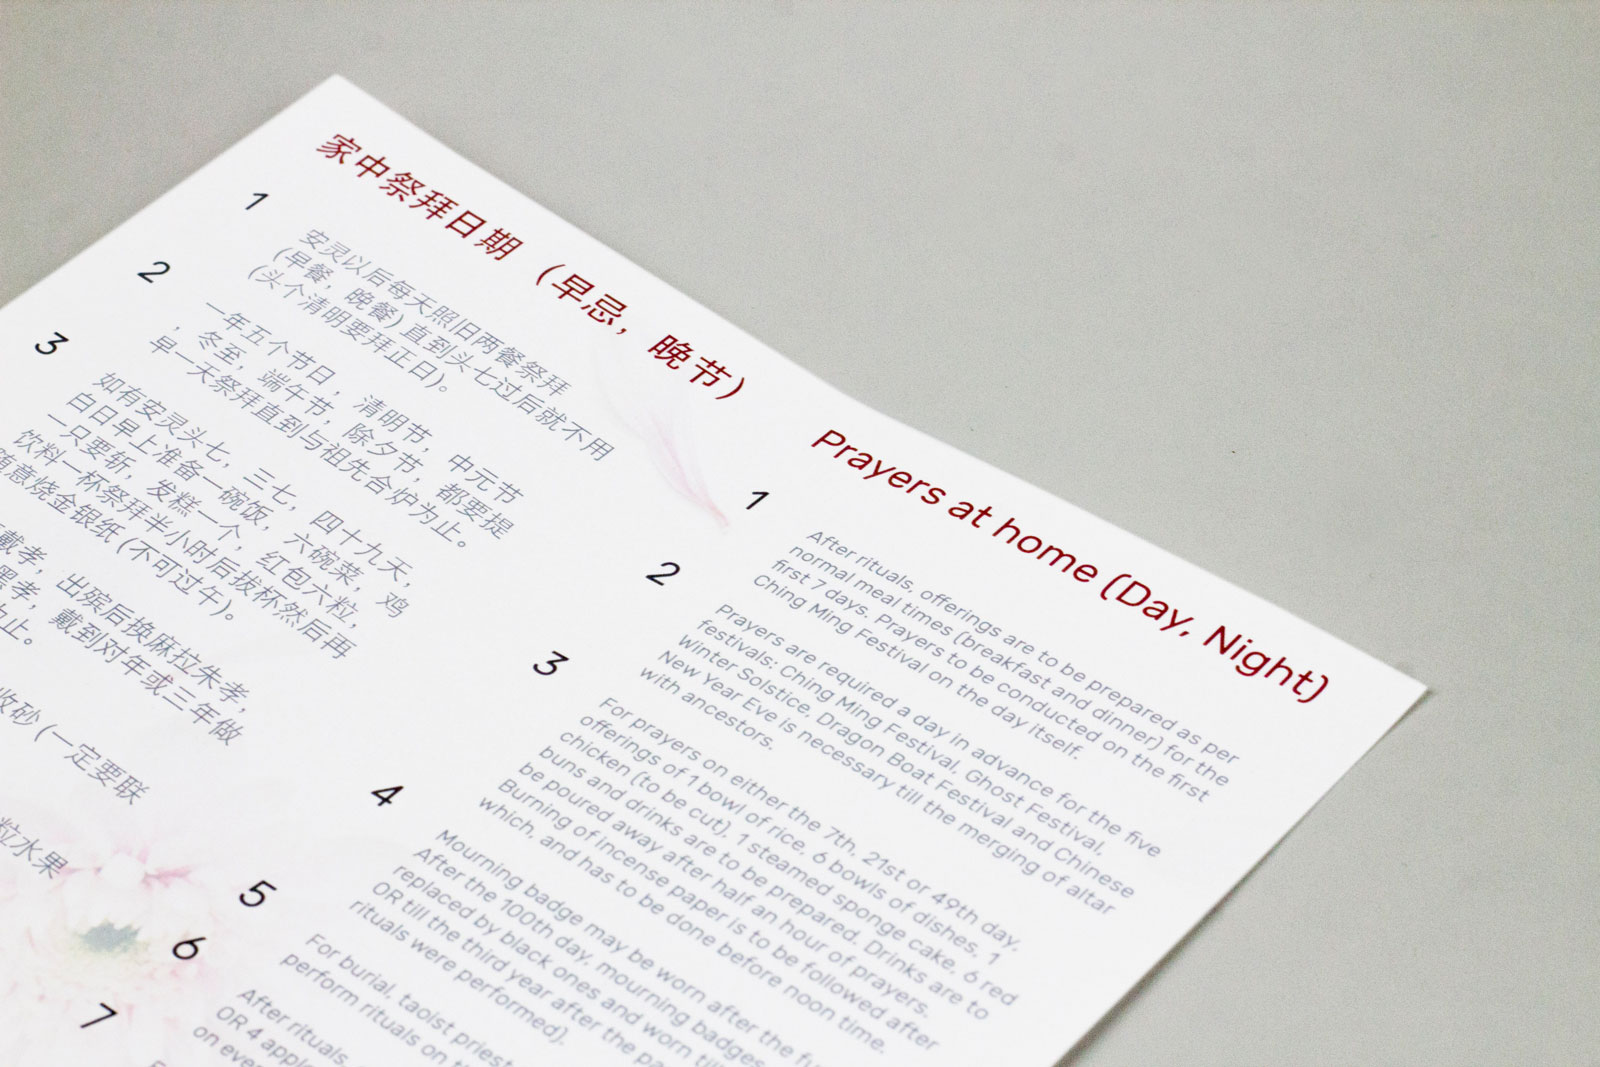 家中祭拜日期（早忌，晚节）
1
安灵以后每天照旧两餐祭拜
(早餐，晚餐) 直到头七过后就不用
(头个清明要拜正日)。
2
一年五个节日，清明节，中元节
，冬至，端午节，除夕节，都要提
早一天祭拜直到与祖先合炉为止。
3
如有安灵头七，三七，四十九天，
白日早上准备一碗饭，六碗菜，鸡
一只要斩，发糕一个，红包六粒，
饮料一杯祭拜半小时后拔杯然后再
随意烧金银纸 (不可过午)。
戴孝，出殡后换麻拉朱孝，
黑孝，戴到对年或三年做
为止。
收砂 (一定要联
粒水果
Prayers at home (Day, Night)
1
After rituals, offerings are to be prepared as per
normal meal times (breakfast and dinner) for the
first 7 days. Prayers to be conducted on the first
Ching Ming Festival on the day itself.
2
Prayers are required a day in advance for the five
festivals: Ching Ming Festival, Ghost Festival,
Winter Solstice, Dragon Boat Festival and Chinese
New Year Eve is necessary till the merging of altar
with ancestors.
3
For prayers on either the 7th, 21st or 49th day,
offerings of 1 bowl of rice, 6 bowls of dishes, 1
chicken (to be cut), 1 steamed sponge cake, 6 red
buns and drinks are to be prepared. Drinks are to
be poured away after half an hour of prayers.
Burning of incense paper is to be followed after
which, and has to be done before noon time.
4
Mourning badge may be worn after the fu
After the 100th day, mourning badges
replaced by black ones and worn till
OR till the third year after the pa
rituals were performed).
5
For burial, taoist priest
perform rituals on t
6
After rituals,
OR 4 apple
on ever
7